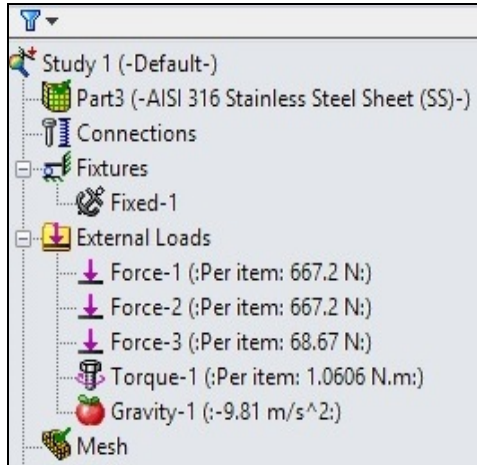 Study 1 (-Default-)
Part3 (-AISI 316 Stainless Steel Sheet (SS)-)
Connections
Fixtures
Fixed-1
External Loads
Force-1 (:Per item: 667.2 N:)
Force-2 (:Per item: 667.2 N:)
Force-3 (:Per item: 68.67 N:)
Torque-1 (:Per item: 1.0606 N.m:)
Gravity-1 (:-9.81 m/s^2:)
Mesh